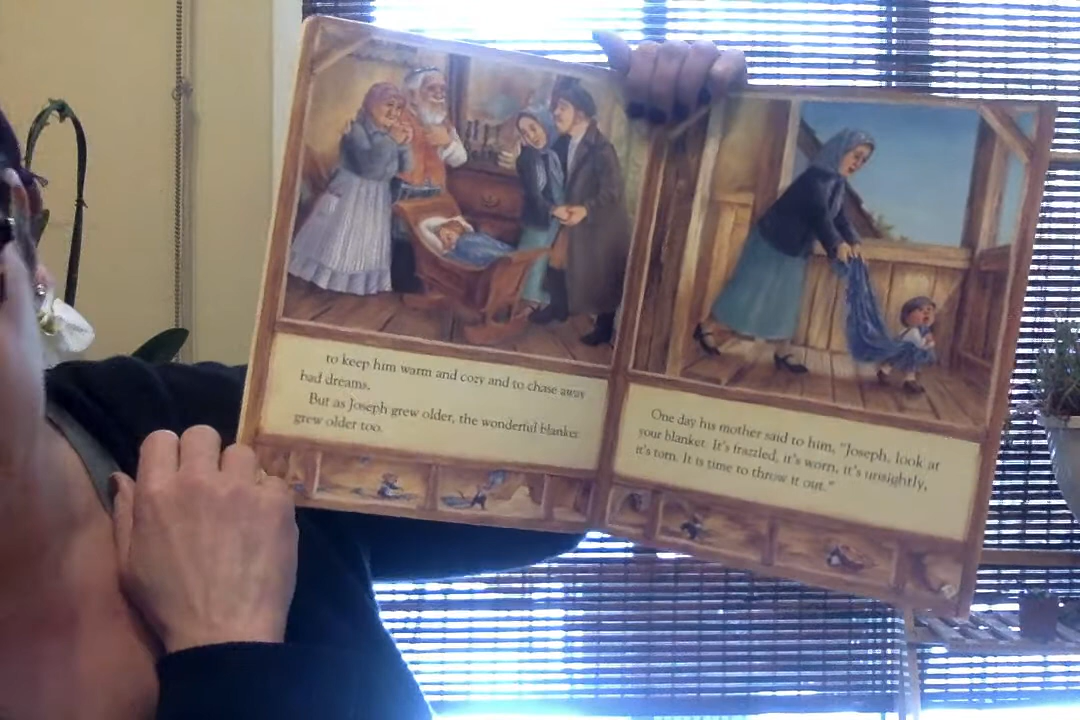 to keep him warm and cozy and to chase away
bad dreams.
But as Joseph grew older, the wonderful blanket
grew older too.
One day his mother said to him, "Joseph, look at
your blanket. It's frazzled, it's worn, it's unsightly,
it's torn. It is time to throw it out."